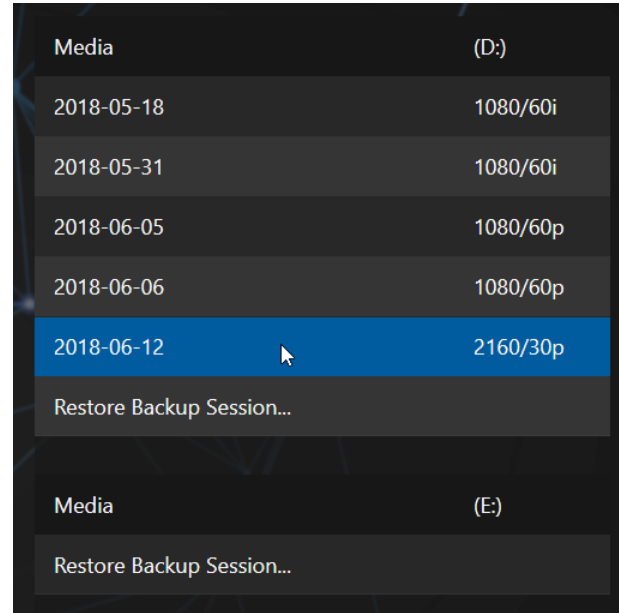 Media (D:)
2018-05-18 1080/60i
2018-05-31 1080/60i
2018-06-05 1080/60p
2018-06-06 1080/60p
2018-06-12 2160/30p
Restore Backup Session...
Media (E:)
Restore Backup Session...